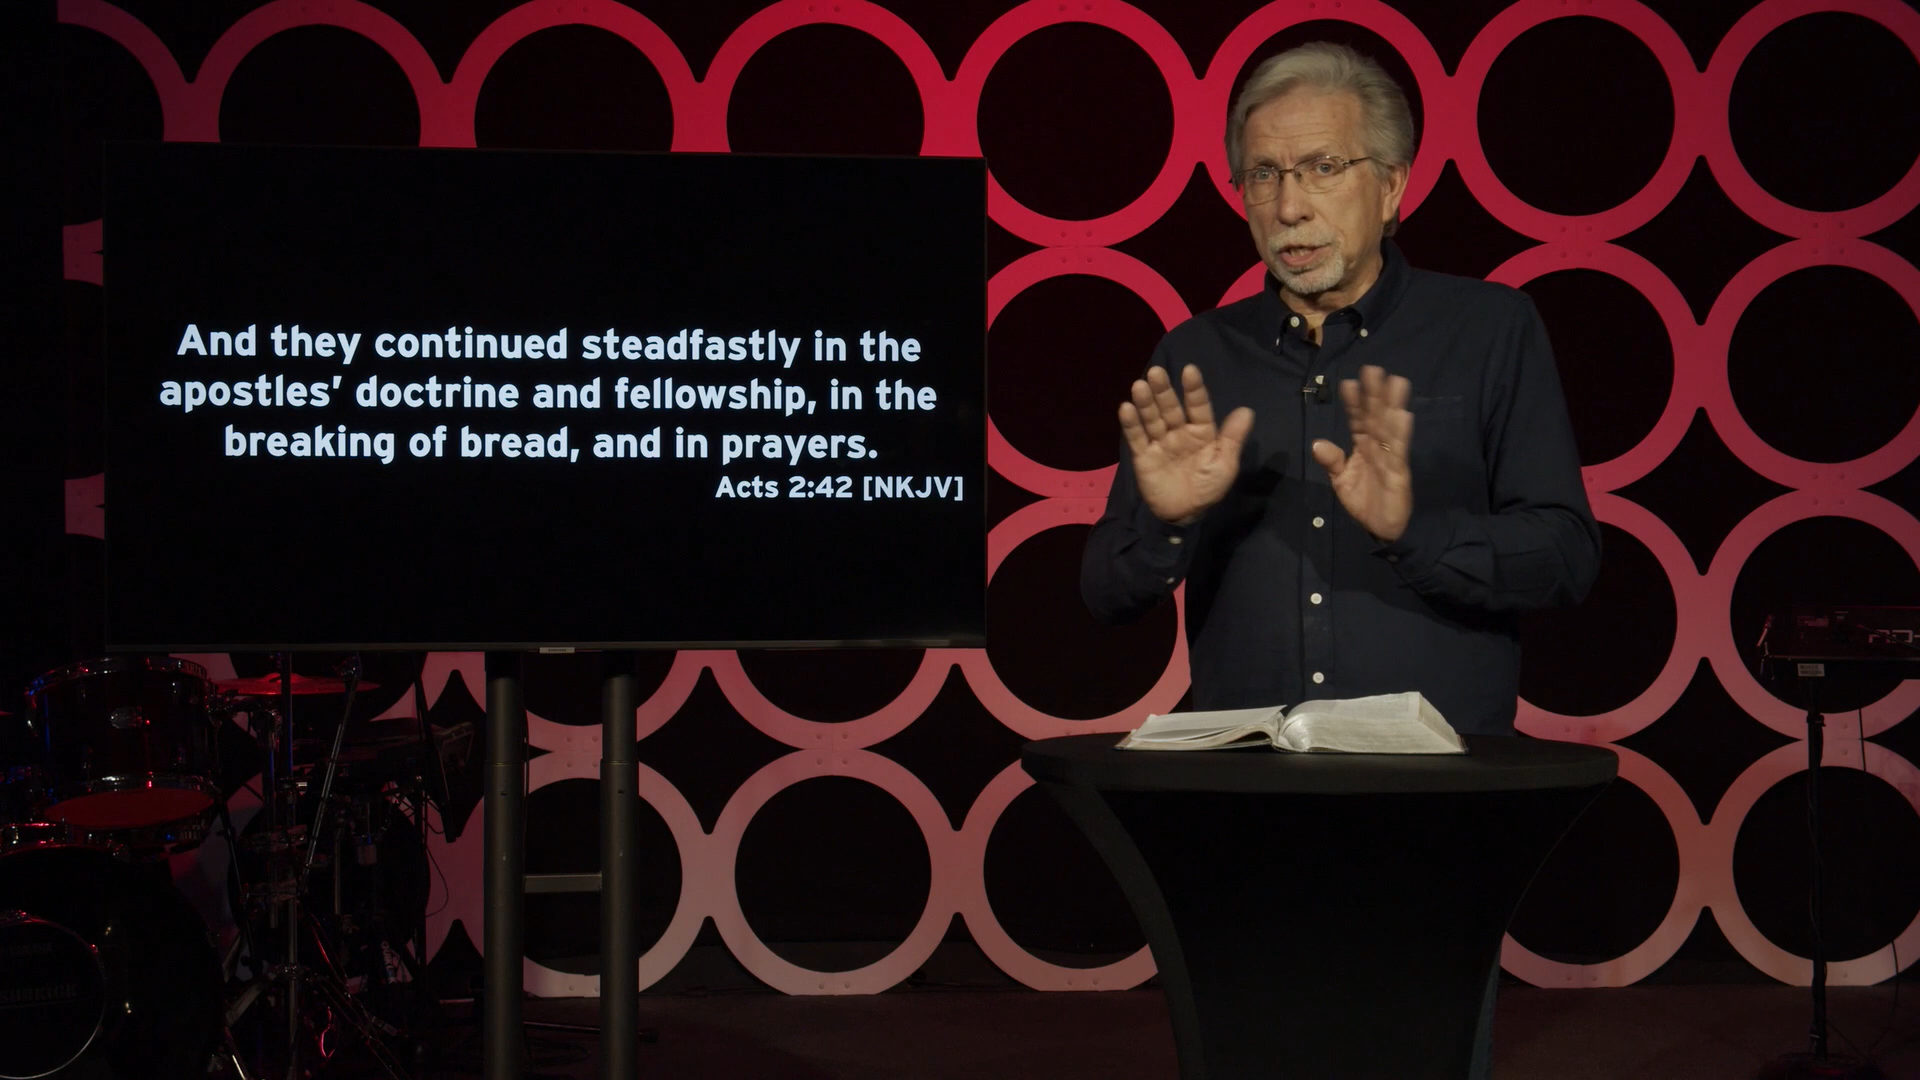 And they continued steadfastly in the
apostles’ doctrine and fellowship, in the
breaking of bread, and in prayers.
Acts 2:42 [NKJV]